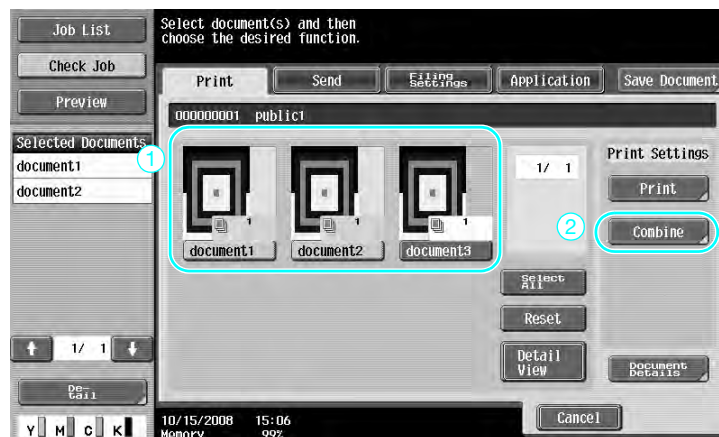 Job List
Check Job
Preview
Selected Documents
document1
document2
1/ 1
De-
tail
Y M C K
Select document(s) and then
choose the desired function.
Print
Send
Filing
Settings
Application
Save Document
000000001 public1
1
1
1
1
document1
document2
document3
1/ 1
Select
All
Reset
Detail
View
Print Settings
Print
2
Combine
Document
Details
10/15/2008 15:06
Memory 99%
Cancel